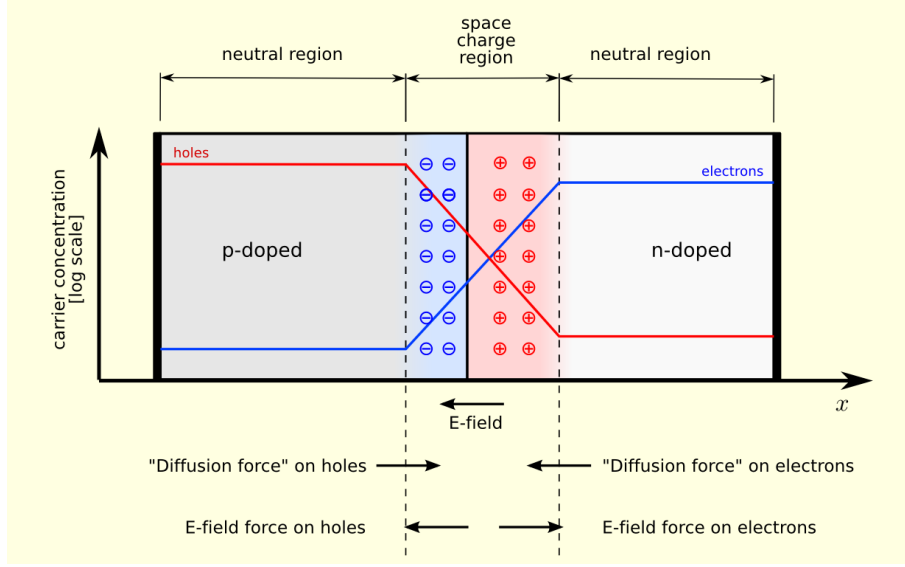 space
charge
region
neutral region
neutral region
holes
electrons
carrier concentration
[log scale]
p-doped
n-doped
x
E-field
"Diffusion force" on holes
"Diffusion force" on electrons
E-field force on holes
E-field force on electrons